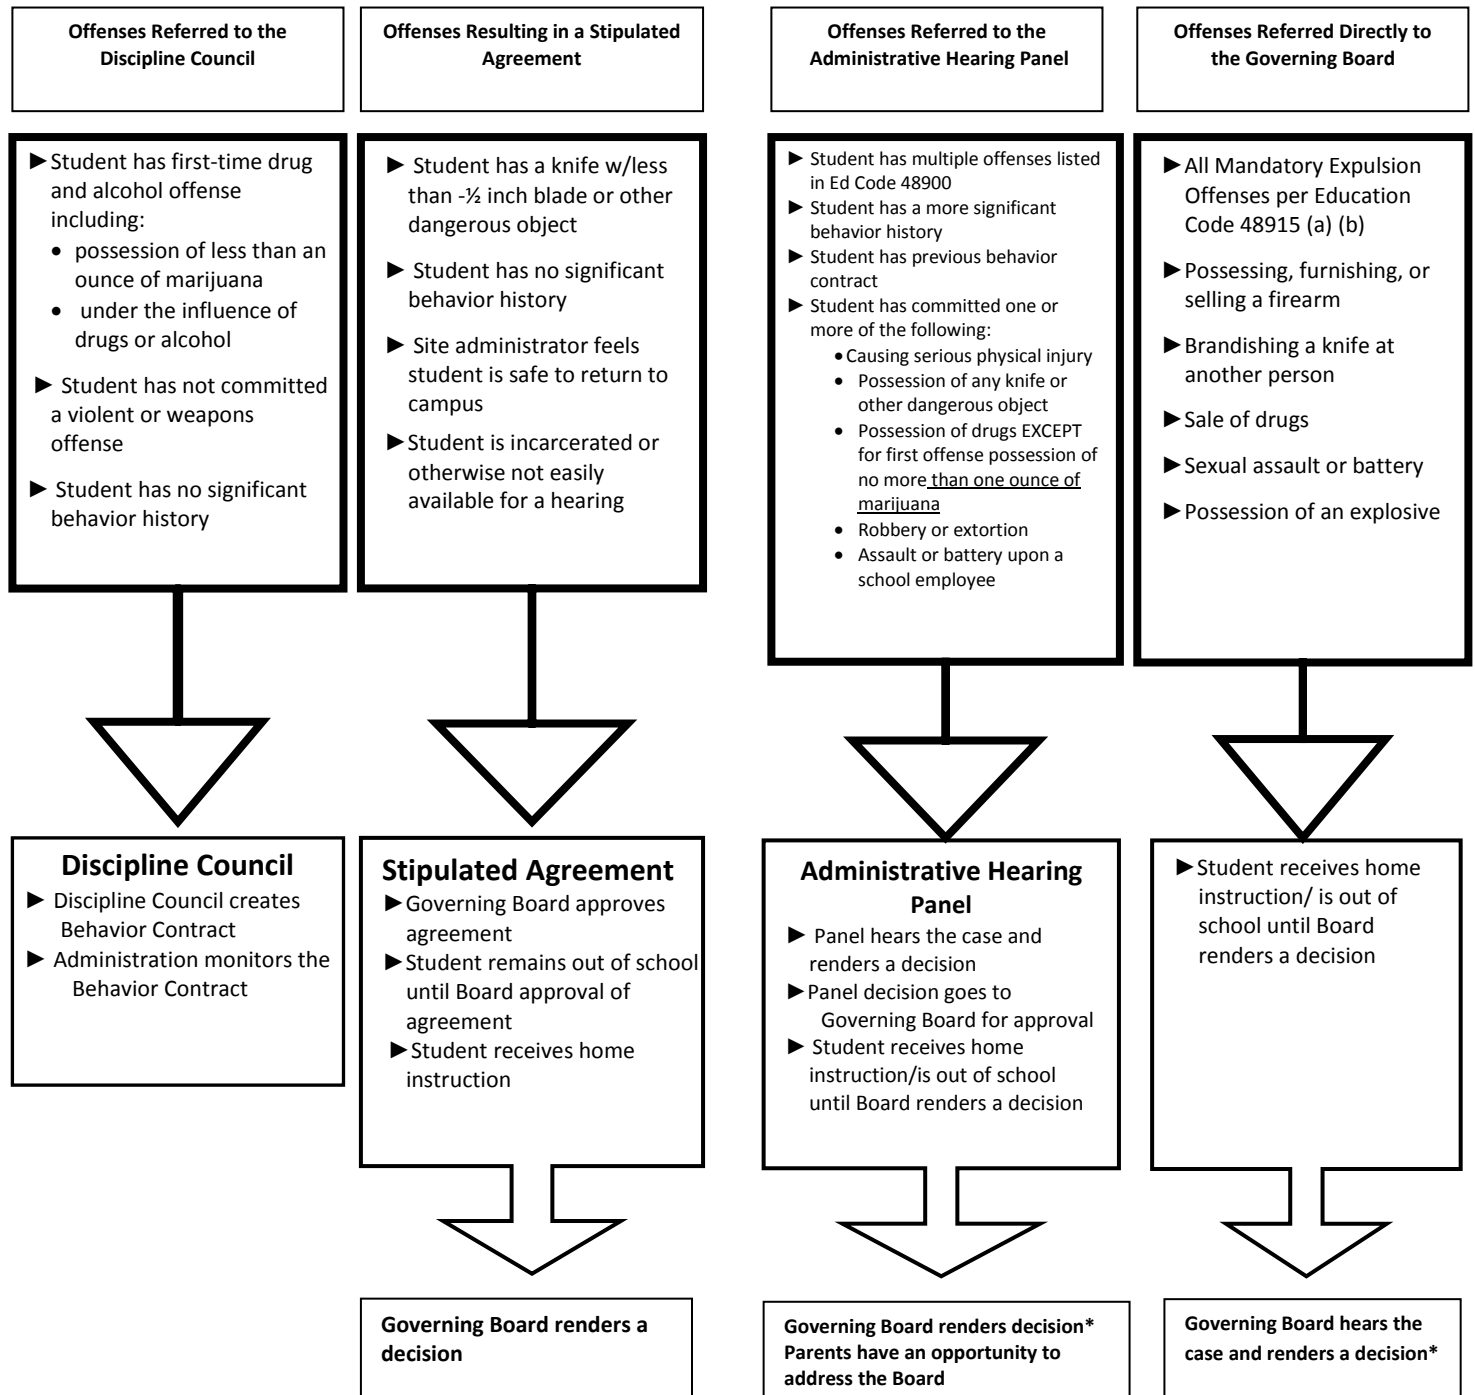 Offenses Referred to the
Discipline Council
Offenses Resulting in a Stipulated
Agreement
Offenses Referred to the
Administrative Hearing Panel
Offenses Referred Directly to
the Governing Board
►Student has first-time drug
and alcohol offense
including:
• possession of less than an
ounce of marijuana
• under the influence of
drugs or alcohol
► Student has not committed
a violent or weapons
offense
► Student has no significant
behavior history
► Student has a knife w/less
than -½ inch blade or other
dangerous object
► Student has no significant
behavior history
► Site administrator feels
student is safe to return to
campus
►Student is incarcerated or
otherwise not easily
available for a hearing
► Student has multiple offenses listed
in Ed Code 48900
► Student has a more significant
behavior history
► Student has previous behavior
contract
► Student has committed one or
more of the following:
•Causing serious physical injury
• Possession of any knife or
other dangerous object
• Possession of drugs EXCEPT
for first offense possession of
no more than one ounce of
marijuana
• Robbery or extortion
• Assault or battery upon a
school employee
►All Mandatory Expulsion
Offenses per Education
Code 48915 (a) (b)
►Possessing, furnishing, or
selling a firearm
►Brandishing a knife at
another person
►Sale of drugs
►Sexual assault or battery
►Possession of an explosive
Discipline Council
► Discipline Council creates
Behavior Contract
► Administration monitors the
Behavior Contract
Stipulated Agreement
►Governing Board approves
agreement
►Student remains out of school
until Board approval of
agreement
►Student receives home
instruction
Administrative Hearing
Panel
► Panel hears the case and
renders a decision
►Panel decision goes to
Governing Board for approval
► Student receives home
instruction/is out of school
until Board renders a decision
►Student receives home
instruction/ is out of
school until Board
renders a decision
Governing Board renders a
decision
Governing Board renders decision*
Parents have an opportunity to
address the Board
Governing Board hears the
case and renders a decision*